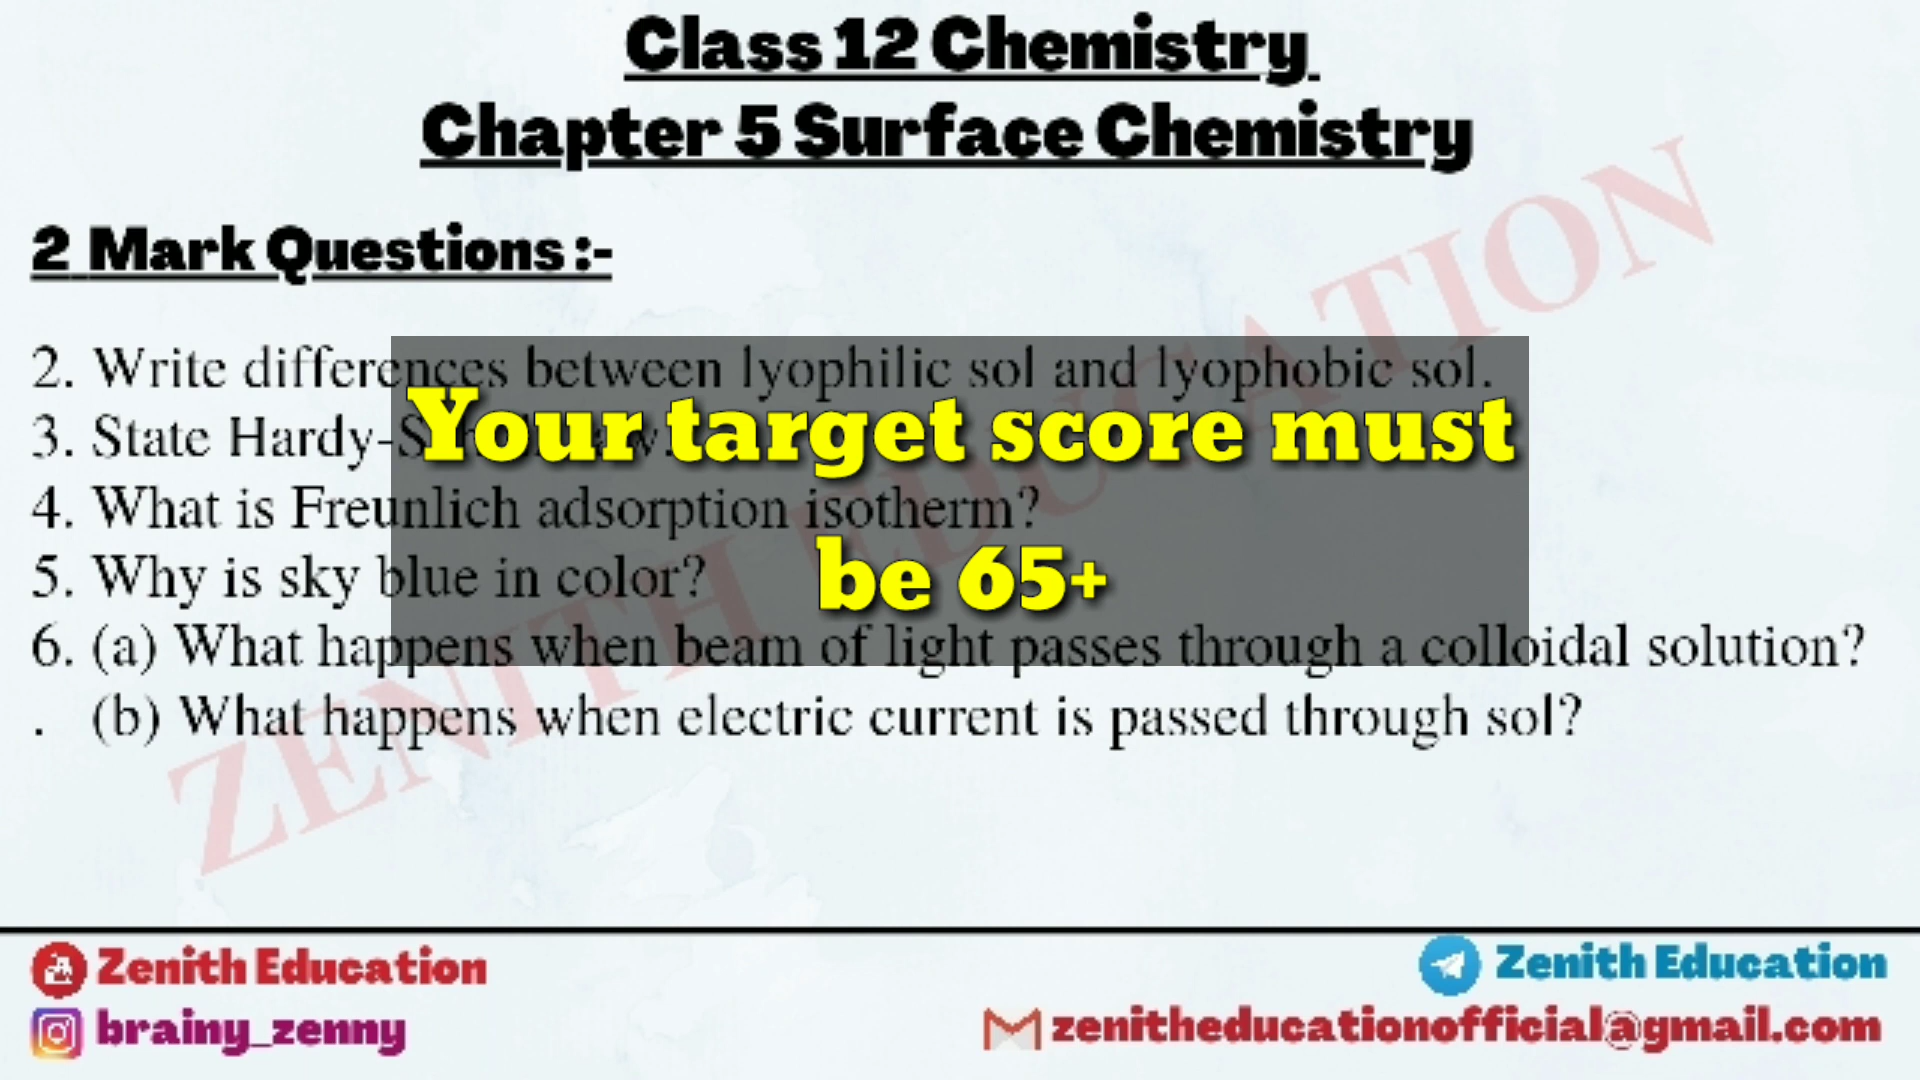 Class 12 Chemistry
Chapter 5 Surface Chemistry
2 Mark Questions :-
2. Write differences between lyophilic sol and lyophobic sol.
3. State Hardy-
Your target score must
4. What is Freunlich adsorption isotherm?
5. Why is sky blue in color?
be 65+
6. (a) What happens when beam of light passes through a colloidal solution?
. (b) What happens when electric current is passed through sol?
ZENITH EDUCATION
Zenith Education
Zenith Education
brainy_zenny
zenitheducationofficial@gmail.com